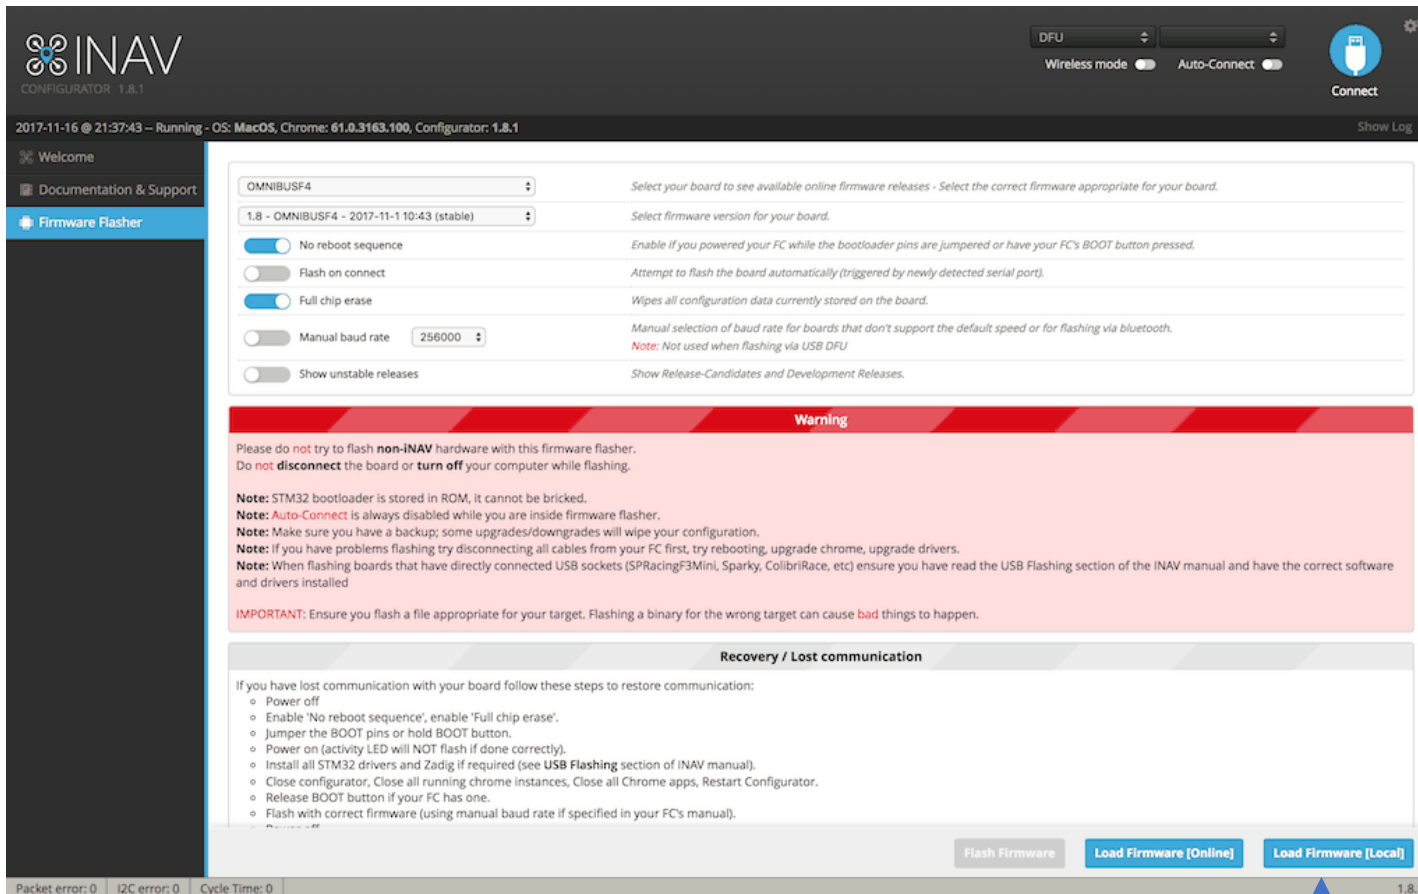 INAV
CONFIGURATOR 1.8.1
DFU
Wireless mode
Auto-Connect
Connect
2017-11-16 @ 21:37:43 -- Running - OS: MacOS, Chrome: 61.0.3163.100, Configurator: 1.8.1
Show Log
Welcome
Documentation & Support
Firmware Flasher
OMNIBUSF4
Select your board to see available online firmware releases - Select the correct firmware appropriate for your board.
1.8 - OMNIBUSF4 - 2017-11-1 10:43 (stable)
Select firmware version for your board.
No reboot sequence
Enable if you powered your FC while the bootloader pins are jumpered or have your FC's BOOT button pressed.
Flash on connect
Attempt to flash the board automatically (triggered by newly detected serial port).
Full chip erase
Wipes all configuration data currently stored on the board.
Manual baud rate
256000
Manual selection of baud rate for boards that don't support the default speed or for flashing via bluetooth.
Note: Not used when flashing via USB DFU
Show unstable releases
Show Release-Candidates and Development Releases.
Warning
Please do not try to flash non-iNAV hardware with this firmware flasher.
Do not disconnect the board or turn off your computer while flashing.
Note: STM32 bootloader is stored in ROM, it cannot be bricked.
Note: Auto-Connect is always disabled while you are inside firmware flasher.
Note: Make sure you have a backup; some upgrades/downgrades will wipe your configuration.
Note: If you have problems flashing try disconnecting all cables from your FC first, try rebooting, upgrade chrome, upgrade drivers.
Note: When flashing boards that have directly connected USB sockets (SPRacingF3Mini, Sparky, ColibriRace, etc) ensure you have read the USB Flashing section of the INAV manual and have the correct software
and drivers installed
IMPORTANT: Ensure you flash a file appropriate for your target. Flashing a binary for the wrong target can cause bad things to happen.
Recovery / Lost communication
If you have lost communication with your board follow these steps to restore communication:
Power off
Enable 'No reboot sequence', enable 'Full chip erase'.
Jumper the BOOT pins or hold BOOT button.
Power on (activity LED will NOT flash if done correctly).
Install all STM32 drivers and Zadig if required (see USB Flashing section of INAV manual).
Close configurator, Close all running chrome instances, Close all Chrome apps, Restart Configurator.
Release BOOT button if your FC has one.
Flash with correct firmware (using manual baud rate if specified in your FC's manual).
Flash Firmware
Load Firmware [Online]
Load Firmware [Local]
Packet error: 0
I2C error: 0
Cycle Time: 0
1.8.